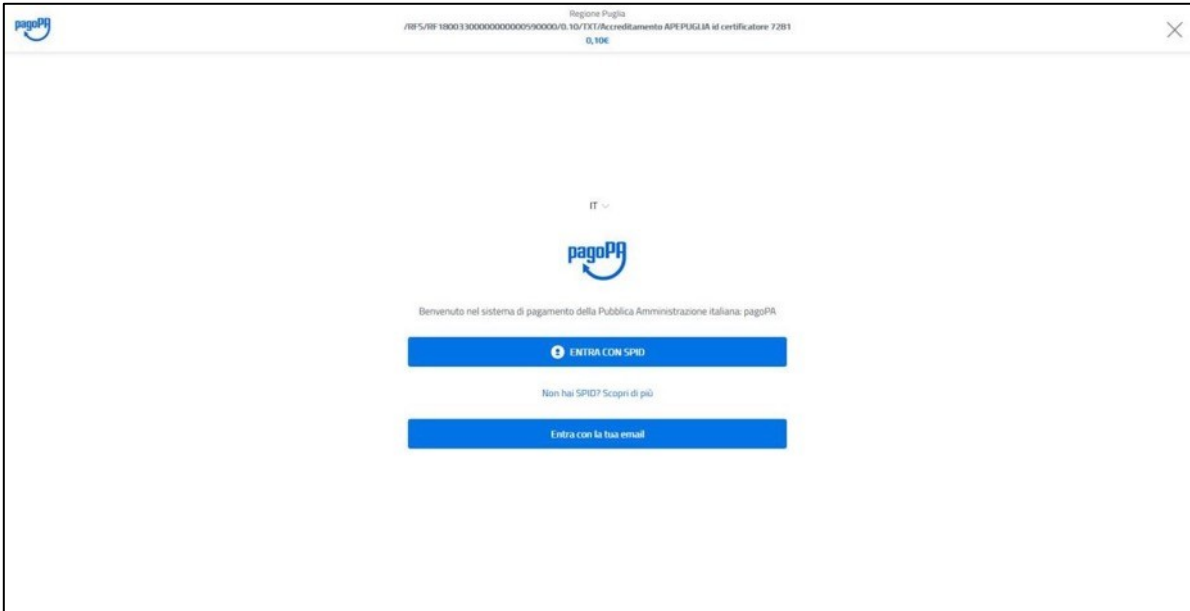 pagoPA
Regione Puglia
/RFS/RF18003300000000000590000/0.10/TXT/Accreditamento APEPUGLIA id certificatore 7281
0,10€
IT
pagoPA
Benvenuto nel sistema di pagamento della Pubblica Amministrazione italiana: pagoPA
ENTRA CON SPID
Non hai SPID? Scopri di più
Entra con la tua email